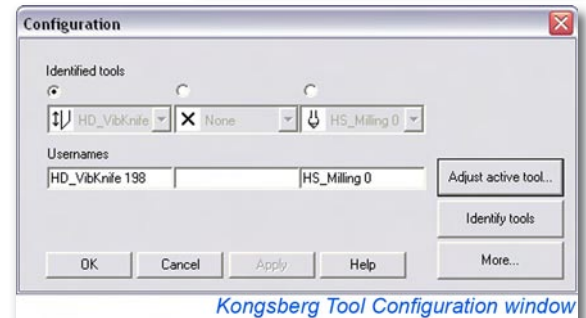 Configuration
Identified tools
HD_VibKnife None HS_Milling 0
Usernames
HD_VibKnife 198 HS_Milling 0
Adjust active tool...
Identify tools
OK Cancel Apply Help More...
Kongsberg Tool Configuration window